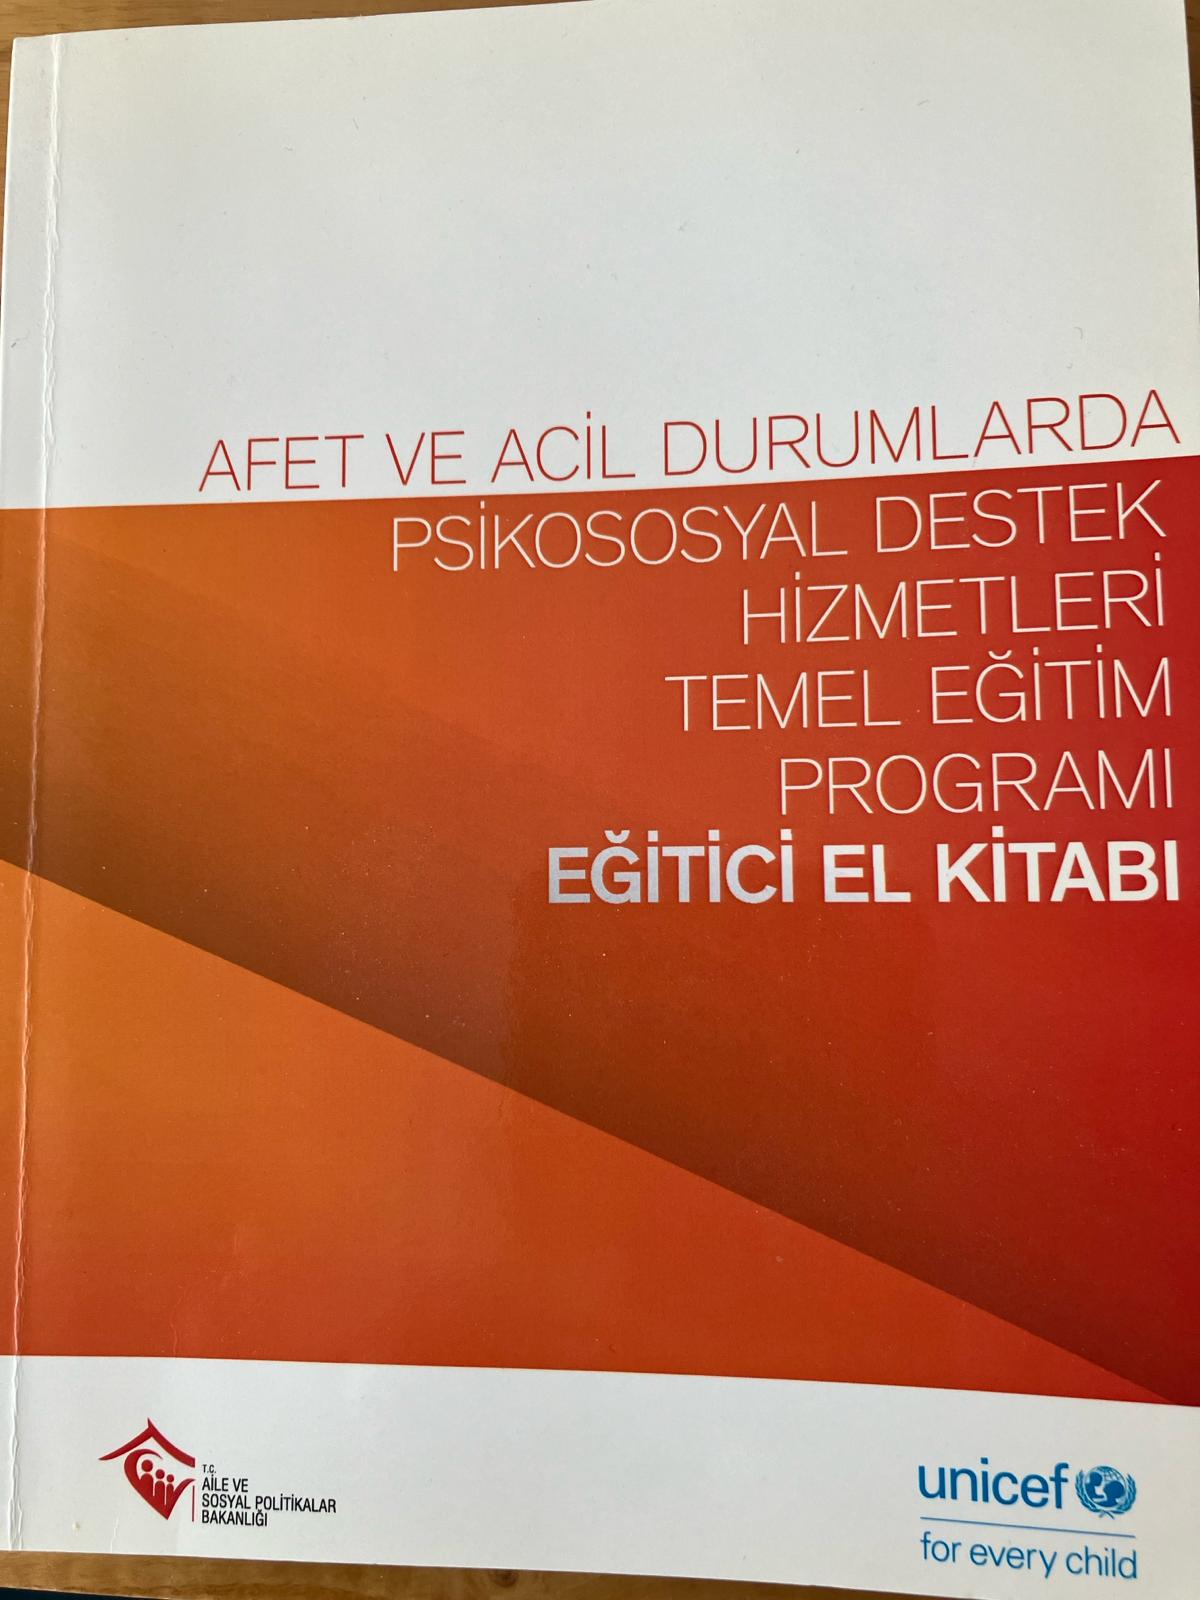 AFET VE ACİL DURUMLARDA
PSİKOSOSYAL DESTEK
HİZMETLERİ
TEMEL EĞİTİM
PROGRAMI
EĞİTİCİ EL KİTABI
T.C.
AİLE VE
SOSYAL POLİTİKALAR
BAKANLIĞI
unicef
for every child